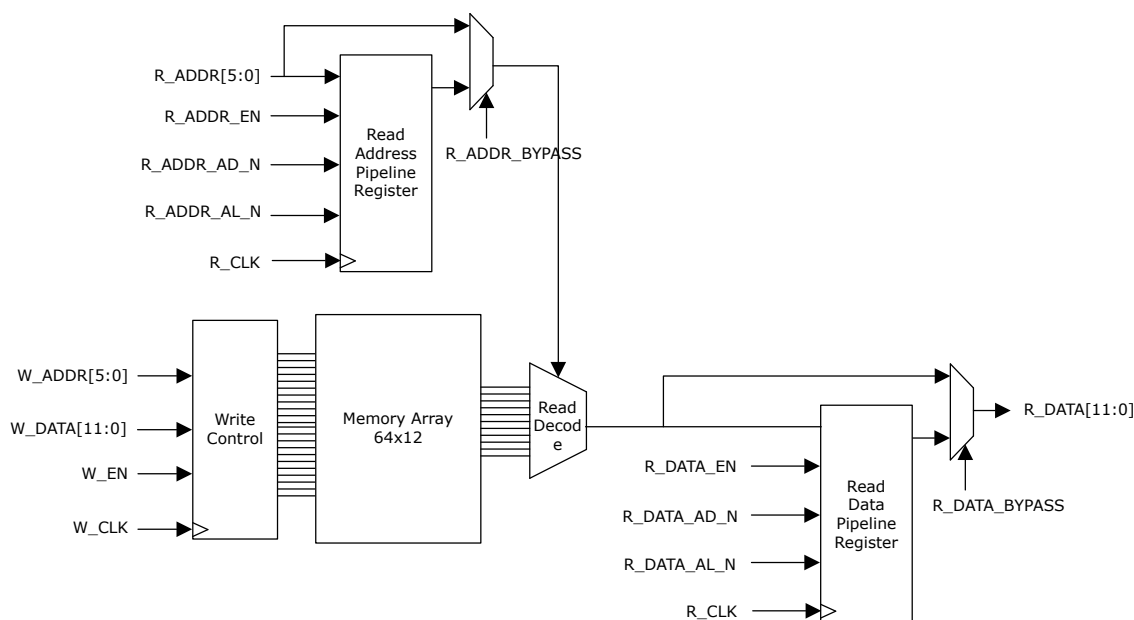 R_ADDR[5:0]
R_ADDR_EN
R_ADDR_AD_N
R_ADDR_AL_N
R_CLK
Read
Address
Pipeline
Register
R_ADDR_BYPASS
W_ADDR[5:0]
W_DATA[11:0]
W_EN
W_CLK
Write
Control
Memory Array
64x12
Read
Decod
e
R_DATA_EN
R_DATA_AD_N
R_DATA_AL_N
R_CLK
Read
Data
Pipeline
Register
R_DATA[11:0]
R_DATA_BYPASS